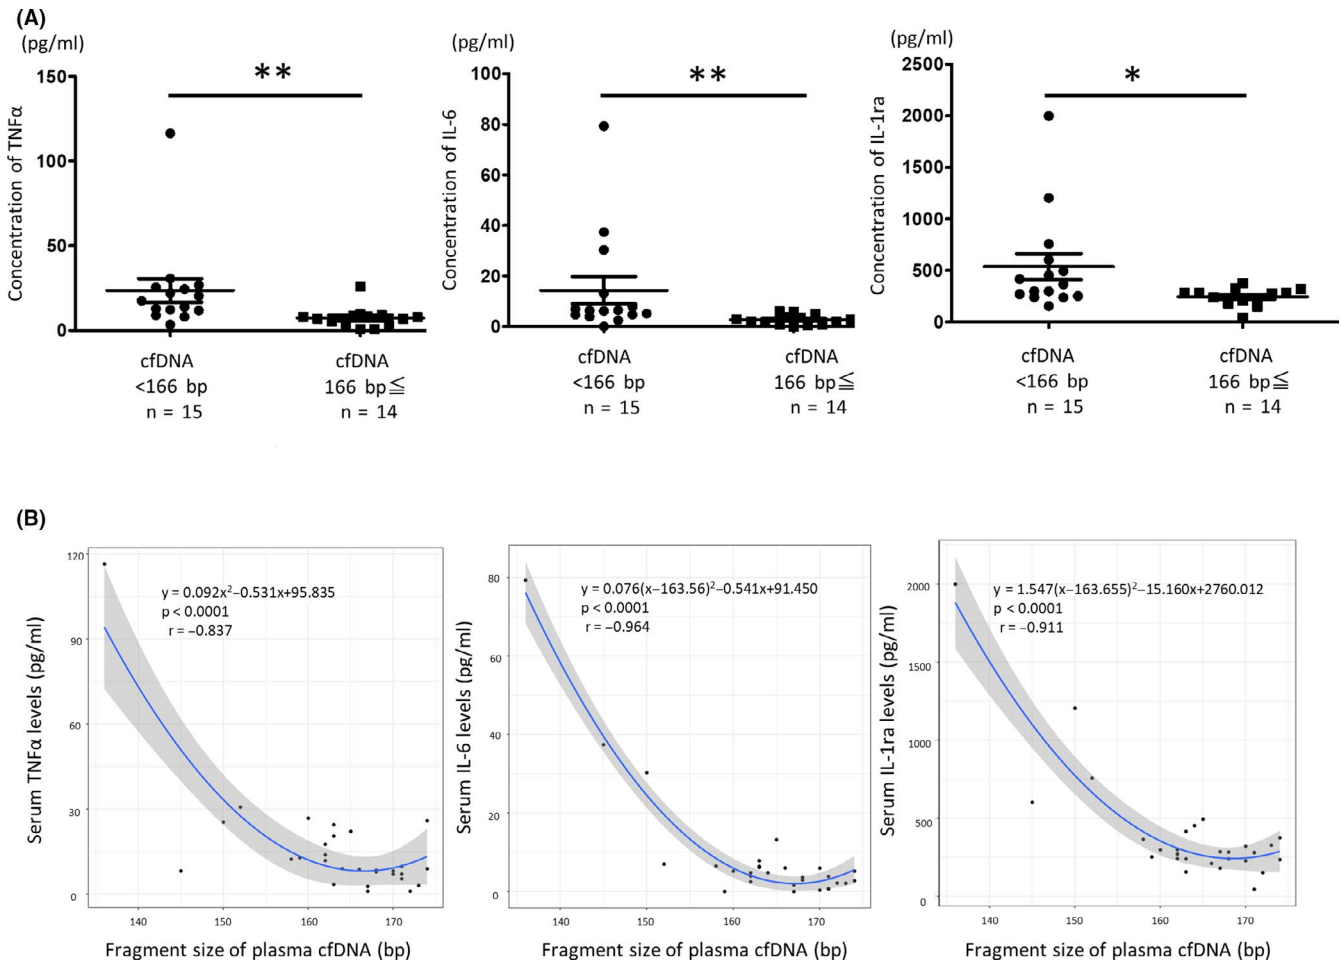 (A)
(pg/ml)
150
100
50
0
Concentration of TNFα
**
cfDNA
<166 bp
n = 15
cfDNA
166 bp≦
n = 14
(pg/ml)
100
80
60
40
20
0
Concentration of IL-6
**
cfDNA
<166 bp
n = 15
cfDNA
166 bp≦
n = 14
(pg/ml)
2500
2000
1500
1000
500
0
Concentration of IL-1ra
*
cfDNA
<166 bp
n = 15
cfDNA
166 bp≦
n = 14
(B)
120
90
60
30
0
Serum TNFα levels (pg/ml)
y = 0.092x²−0.531x+95.835
p < 0.0001
r = −0.837
140
150
160
170
Fragment size of plasma cfDNA (bp)
80
60
40
20
0
Serum IL-6 levels (pg/ml)
y = 0.076(x−163.56)²−0.541x+91.450
p < 0.0001
r = −0.964
140
150
160
170
Fragment size of plasma cfDNA (bp)
2000
1500
1000
500
0
Serum IL-1ra levels (pg/ml)
y = 1.547(x−163.655)²−15.160x+2760.012
p < 0.0001
r = −0.911
140
150
160
170
Fragment size of plasma cfDNA (bp)